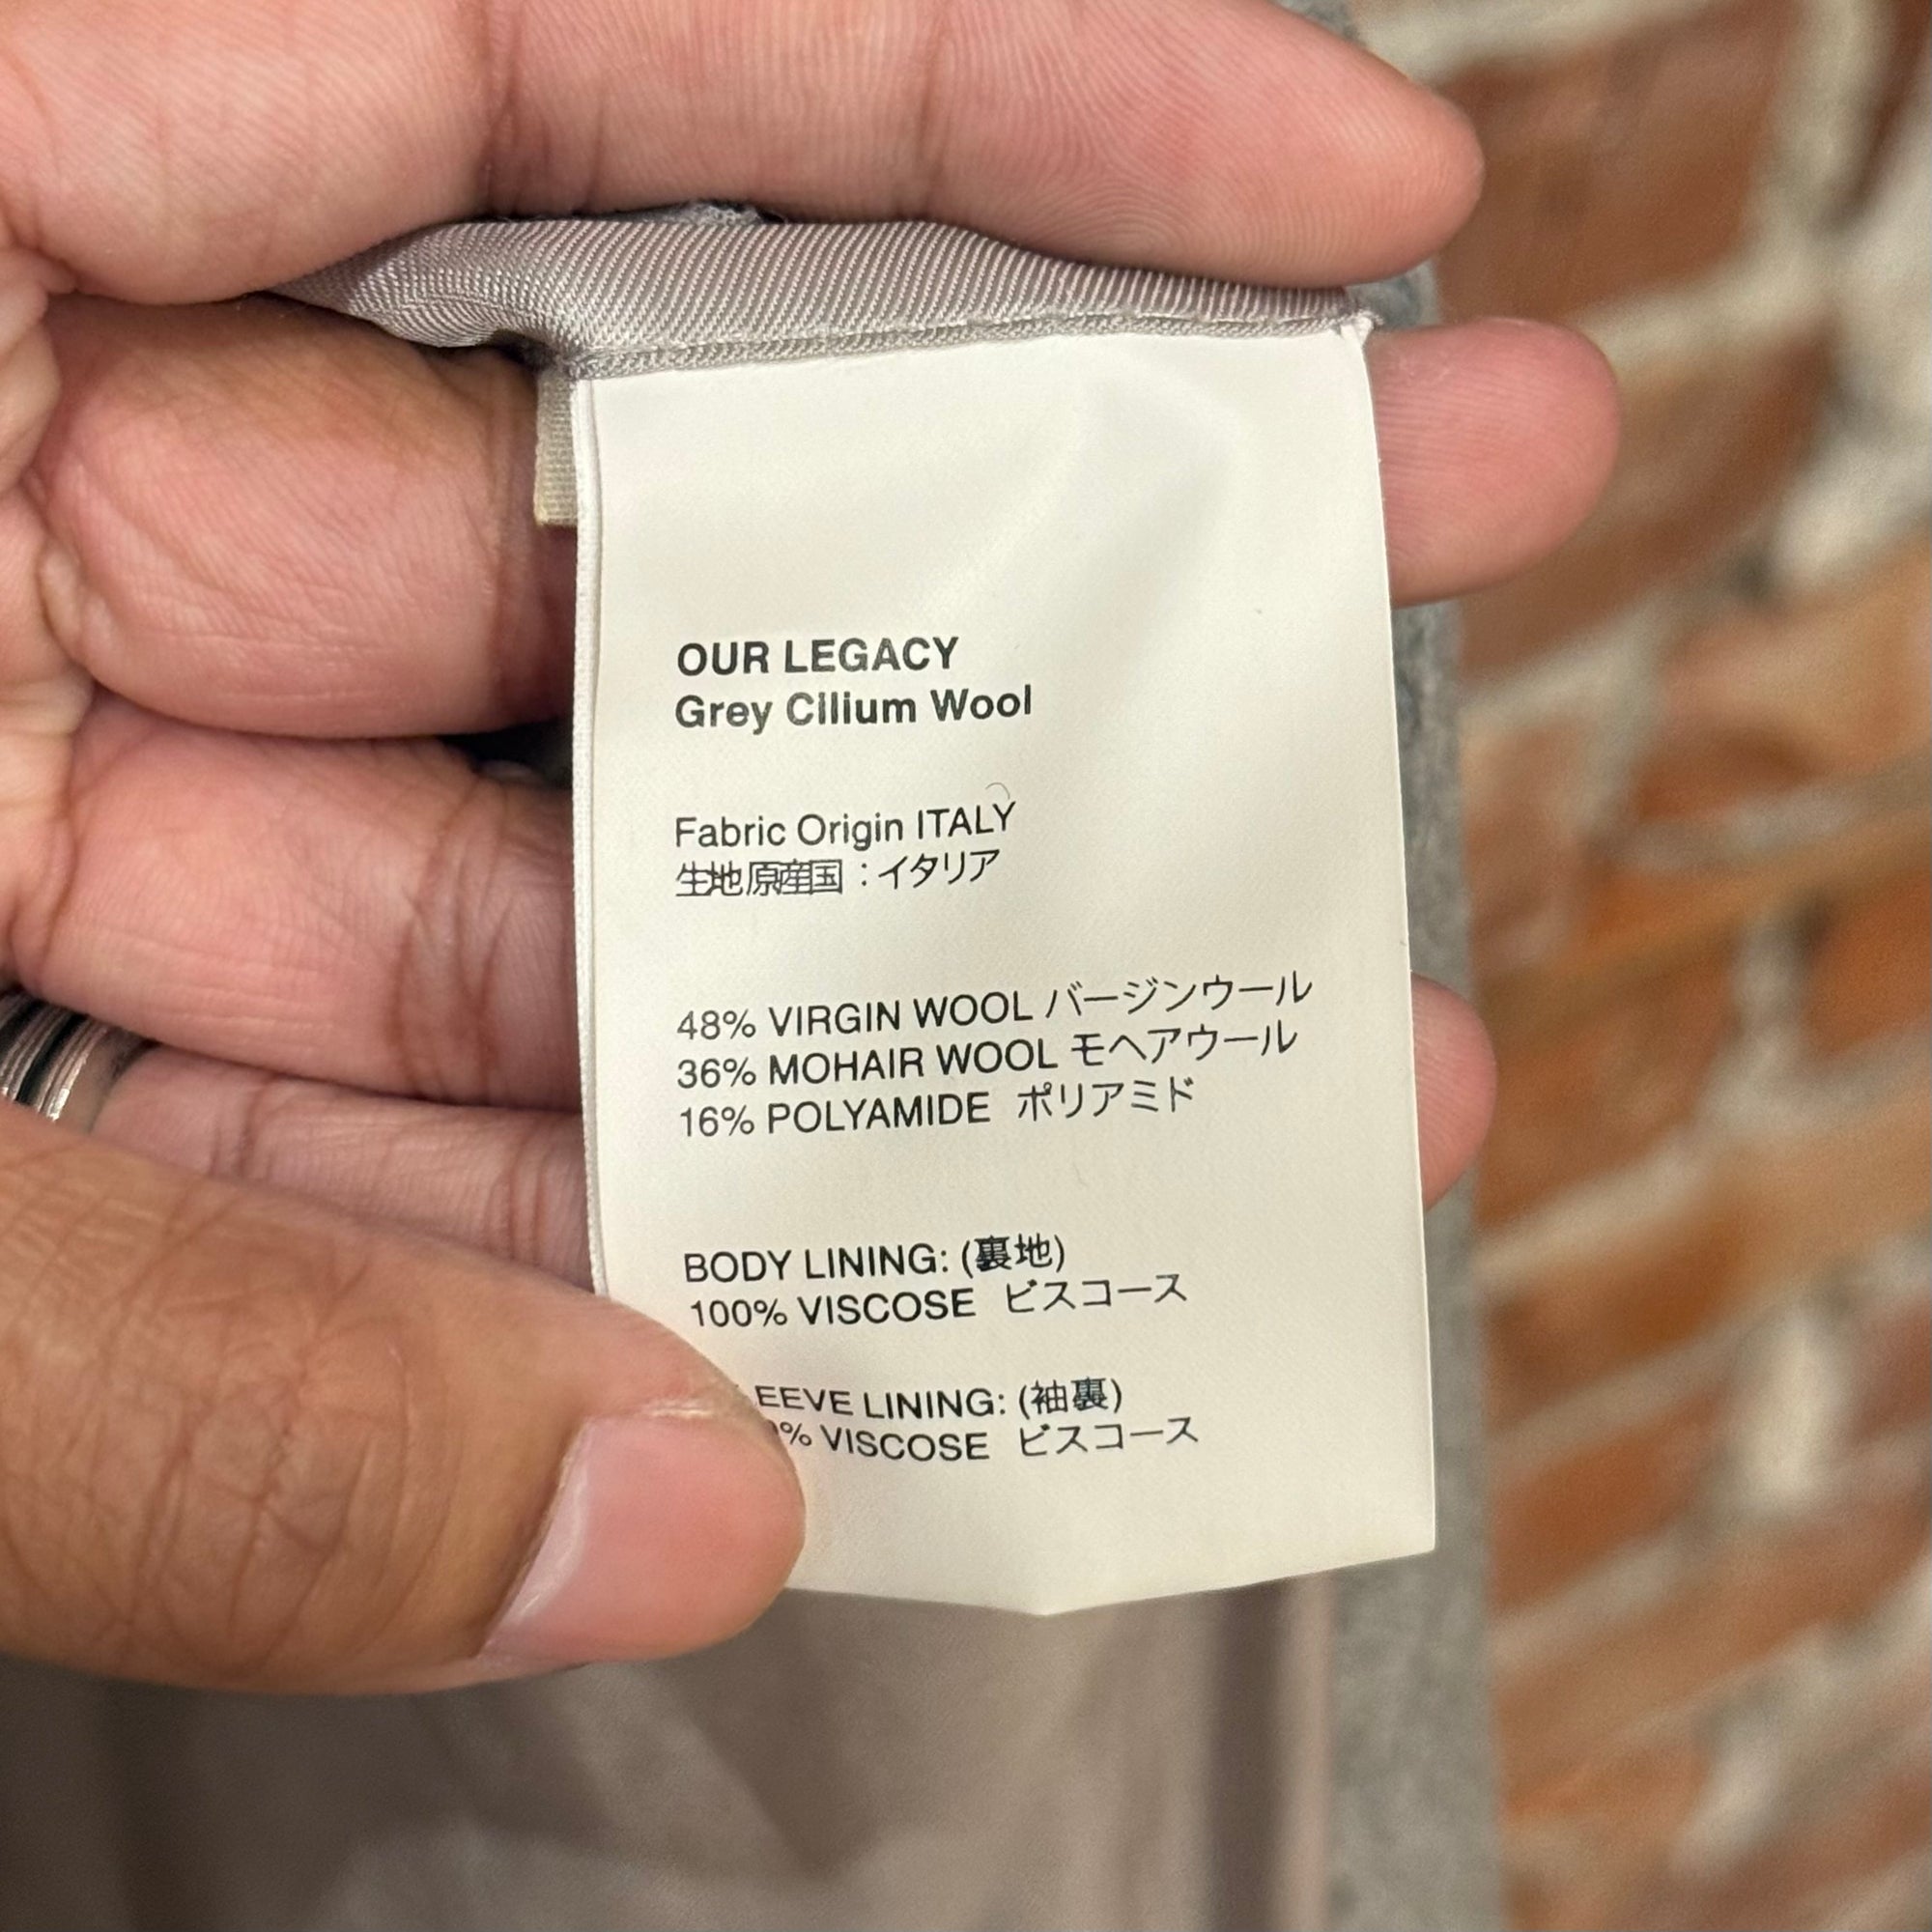 OUR LEGACY
Grey Cilium Wool
Fabric Origin ITALY
生地原産国：イタリア
48% VIRGIN WOOL バージンウール
36% MOHAIR WOOL モヘアウール
16% POLYAMIDE ポリアミド
BODY LINING: (裏地)
100% VISCOSE ビスコース
LINING: (袖裏)
VISCOSE ビスコース